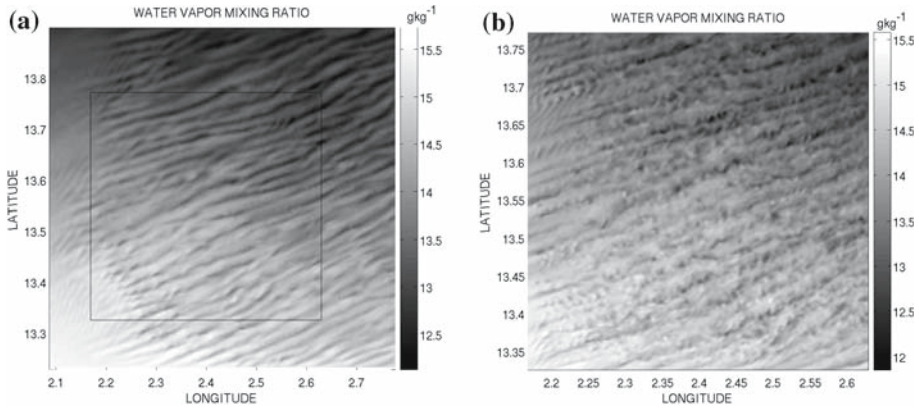 (a)
WATER VAPOR MIXING RATIO
gkg-1
15.5
15
14.5
14
13.5
13
12.5
13.8
13.7
13.6
13.5
13.4
13.3
LATITUDE
2.1 2.2 2.3 2.4 2.5 2.6 2.7
LONGITUDE
(b)
WATER VAPOR MIXING RATIO
gkg-1
15.5
15
14.5
14
13.5
13
12.5
12
13.75
13.7
13.65
13.6
13.55
13.5
13.45
13.4
13.35
LATITUDE
2.2 2.25 2.3 2.35 2.4 2.45 2.5 2.55 2.6
LONGITUDE